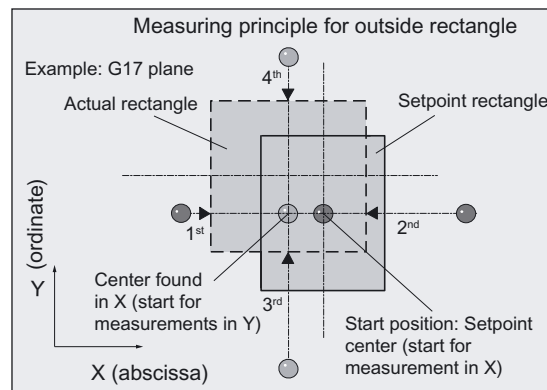 Measuring principle for outside rectangle
Example: G17 plane
4th
Actual rectangle
Setpoint rectangle
1st
2nd
Center found
in X (start for
measurements in Y)
3rd
Start position: Setpoint
center (start for
measurement in X)
Y (ordinate)
X (abscissa)